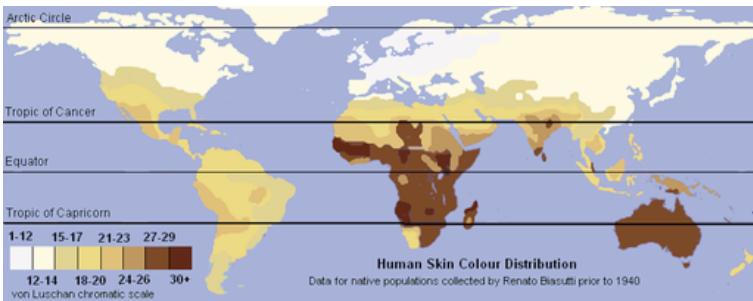 Arctic Circle
Tropic of Cancer
Equator
Tropic of Capricorn
1-12 15-17 21-23 27-29
12-14 18-20 24-26 30+
von Luschan chromatic scale
Human Skin Colour Distribution
Data for native populations collected by Renato Biasutti prior to 1940